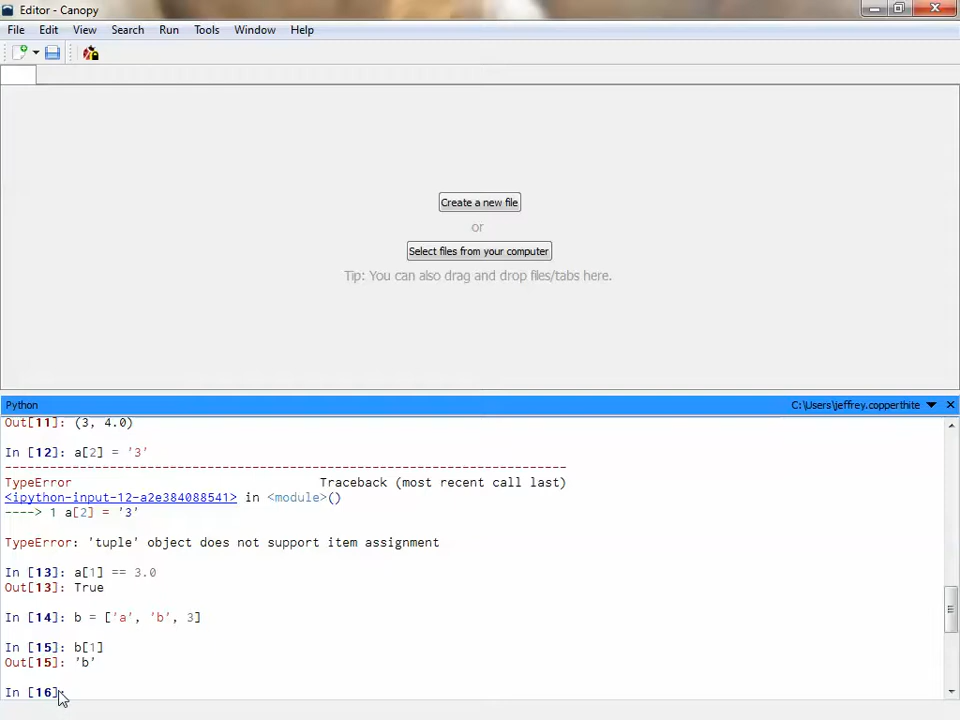 Editor - Canopy
File Edit View Search Run Tools Window Help
Create a new file
or
Select files from your computer
Tip: You can also drag and drop files/tabs here.
Python C:\Users\jeffrey.copperthite
Out[11]: (3, 4.0)
In [12]: a[2] = '3'
---------------------------------------------------------------------------
TypeError Traceback (most recent call last)
<ipython-input-12-a2e384088541> in <module>()
----> 1 a[2] = '3'
TypeError: 'tuple' object does not support item assignment
In [13]: a[1] == 3.0
Out[13]: True
In [14]: b = ['a', 'b', 3]
In [15]: b[1]
Out[15]: 'b'
In [16]: